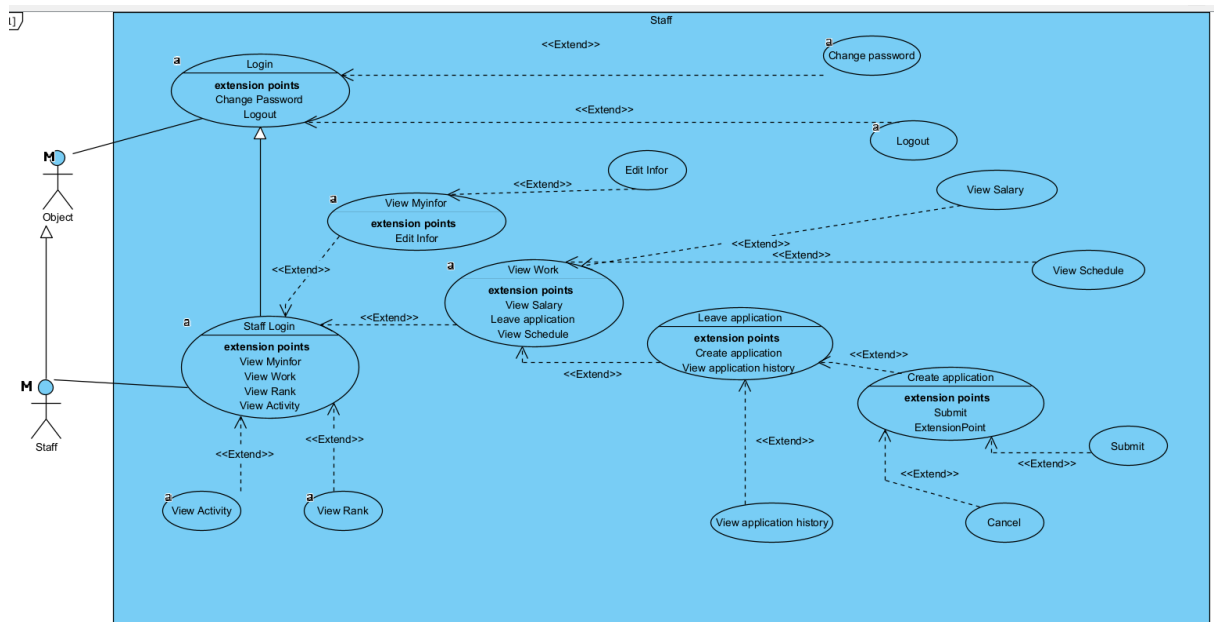 1]
Staff
<<Extend>>
a
Change password
a
Login
extension points
Change Password
Logout
<<Extend>>
a
Logout
M
Object
Edit Infor
<<Extend>>
View Salary
a
View Myinfor
extension points
Edit Infor
<<Extend>>
<<Extend>>
a
View Work
extension points
View Salary
Leave application
View Schedule
View Schedule
<<Extend>>
a
Staff Login
extension points
View Myinfor
View Work
View Rank
View Activity
Leave application
extension points
Create application
View application history
<<Extend>>
<<Extend>>
Create application
extension points
Submit
ExtensionPoint
M
Staff
<<Extend>>
<<Extend>>
<<Extend>>
Submit
<<Extend>>
<<Extend>>
a
View Activity
a
View Rank
View application history
Cancel